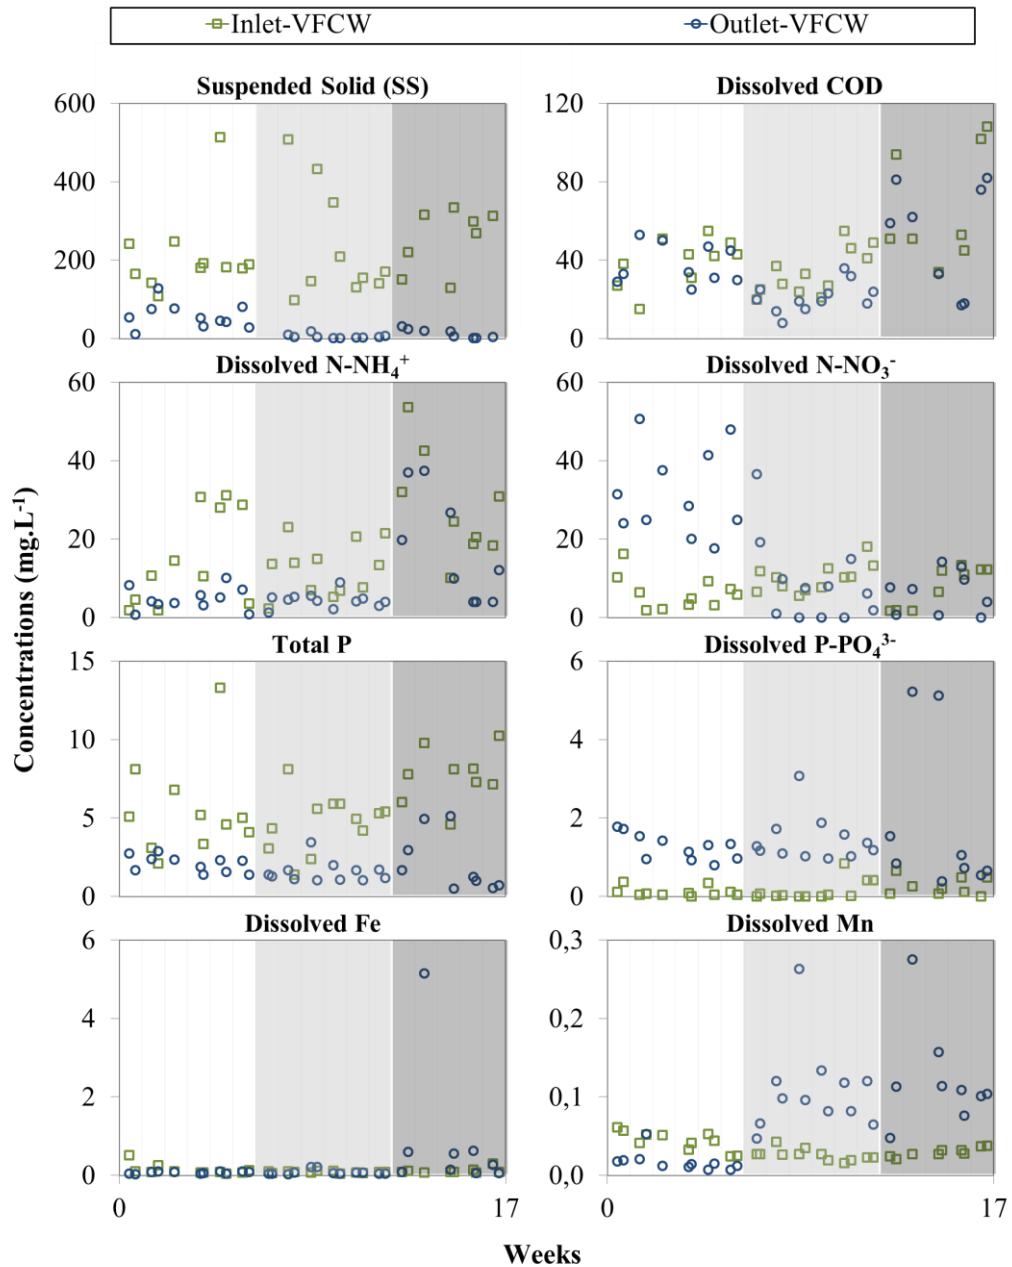 Inlet-VFCW Outlet-VFCW
Suspended Solid (SS) Dissolved COD
600 120
400 80
200 40
0 0
Dissolved N-NH₄⁺ Dissolved N-NO₃⁻
60 60
40 40
20 20
0 0
Total P Dissolved P-PO₄³⁻
15 6
10 4
5 2
0 0
Dissolved Fe Dissolved Mn
6 0,3
4 0,2
2 0,1
0 0,0
0 17 0 17
Concentrations (mg.L⁻¹)
Weeks